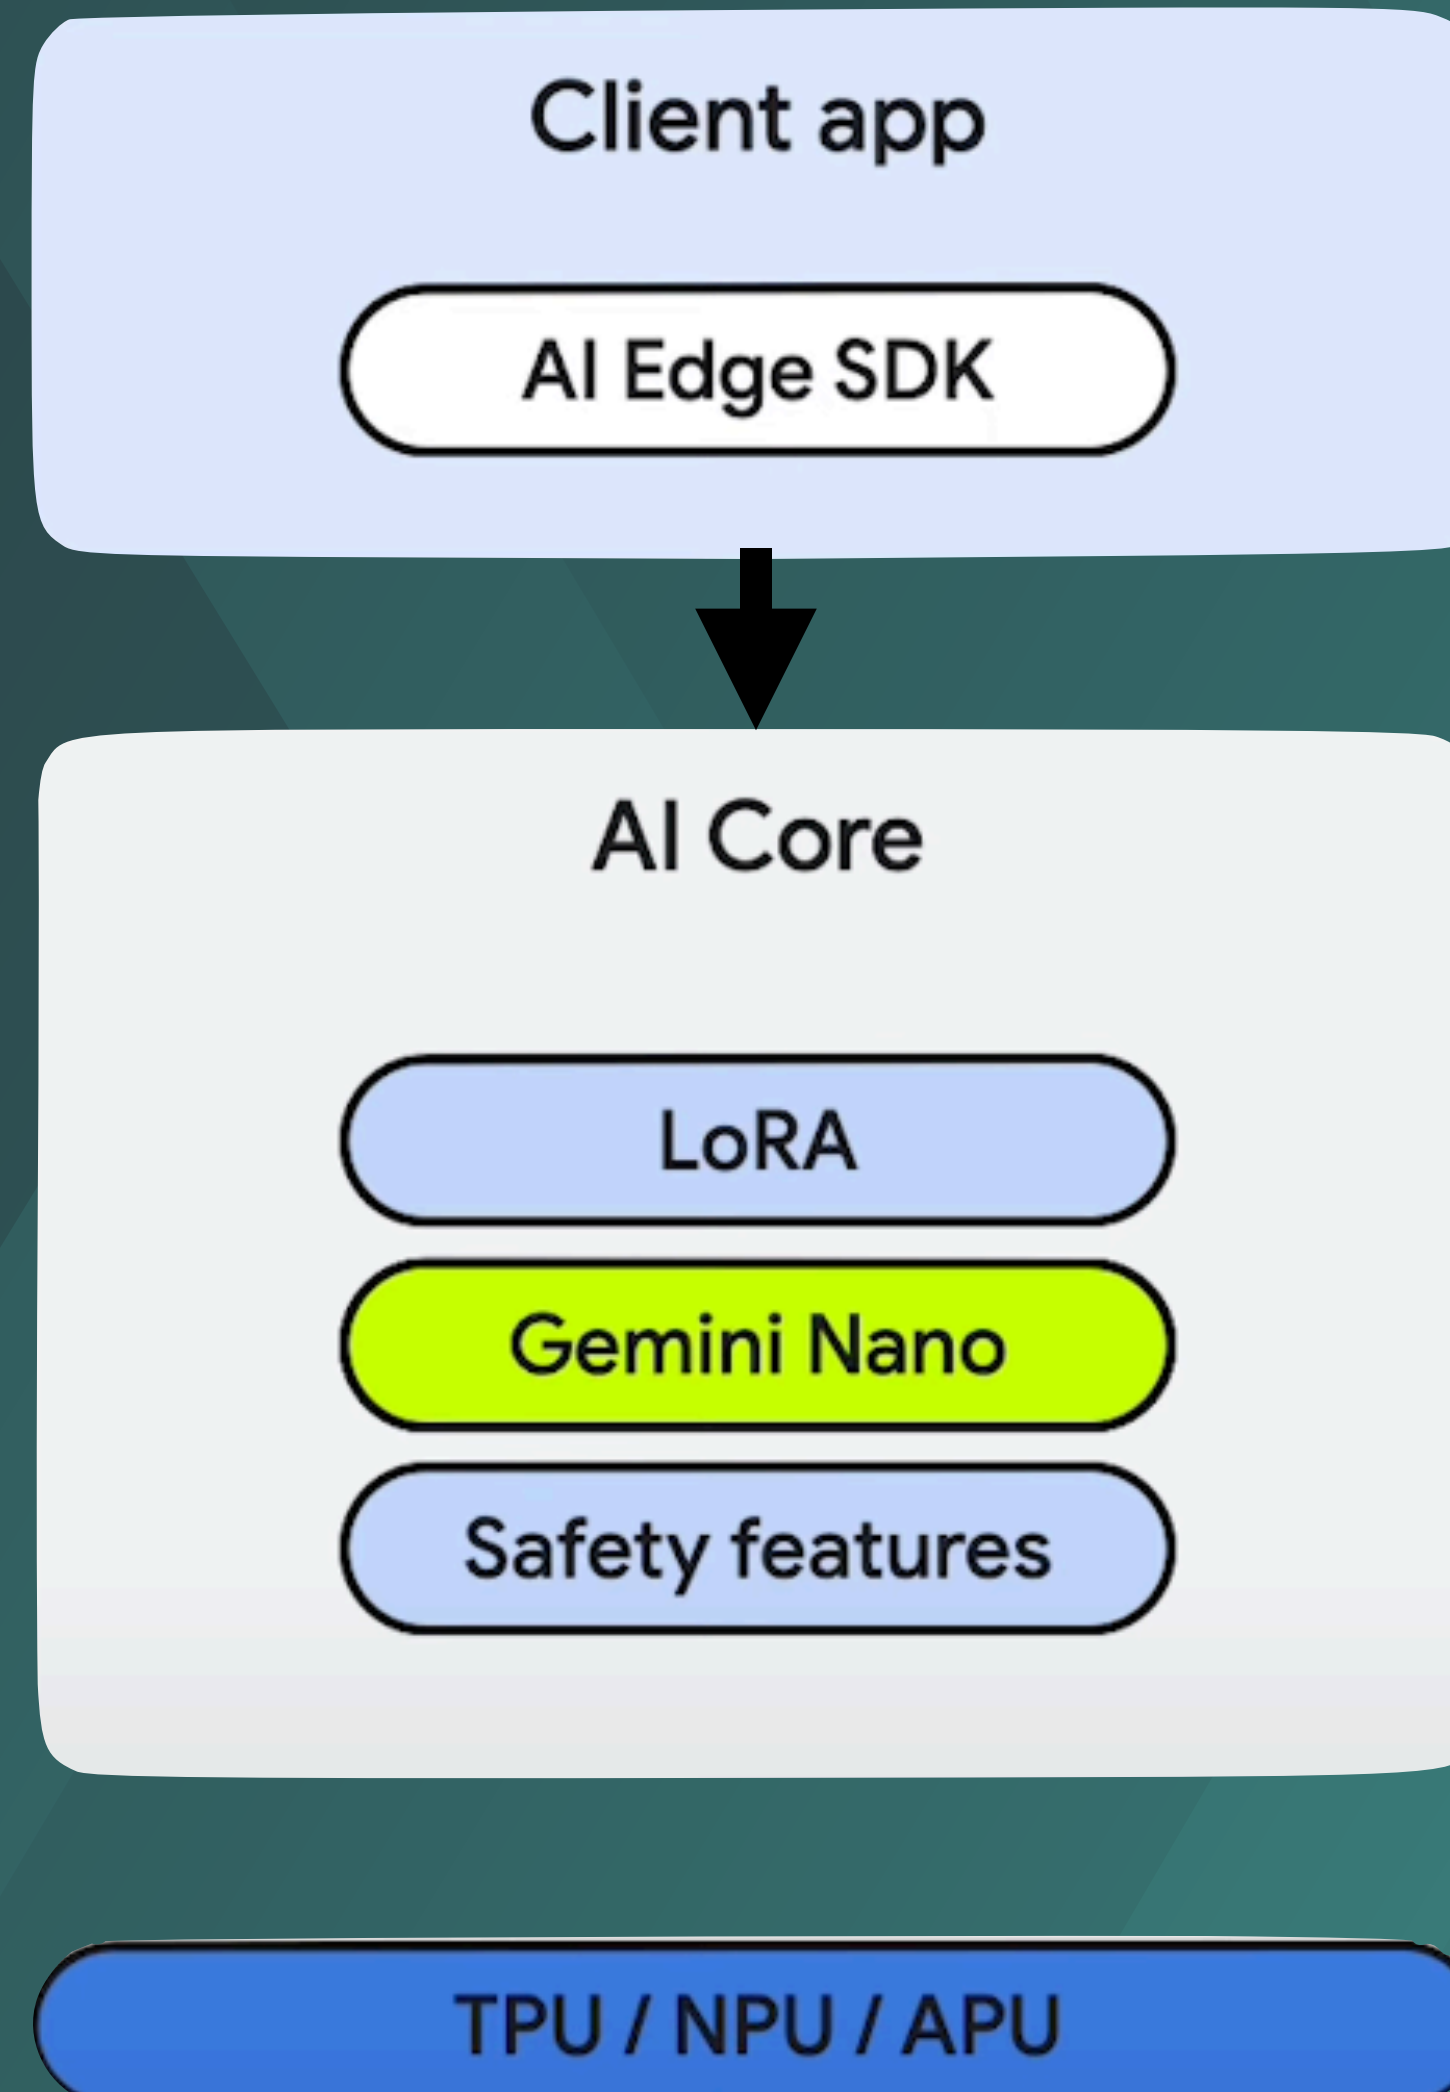 Client app
AI Edge SDK
AI Core
LoRA
Gemini Nano
Safety features
TPU / NPU / APU